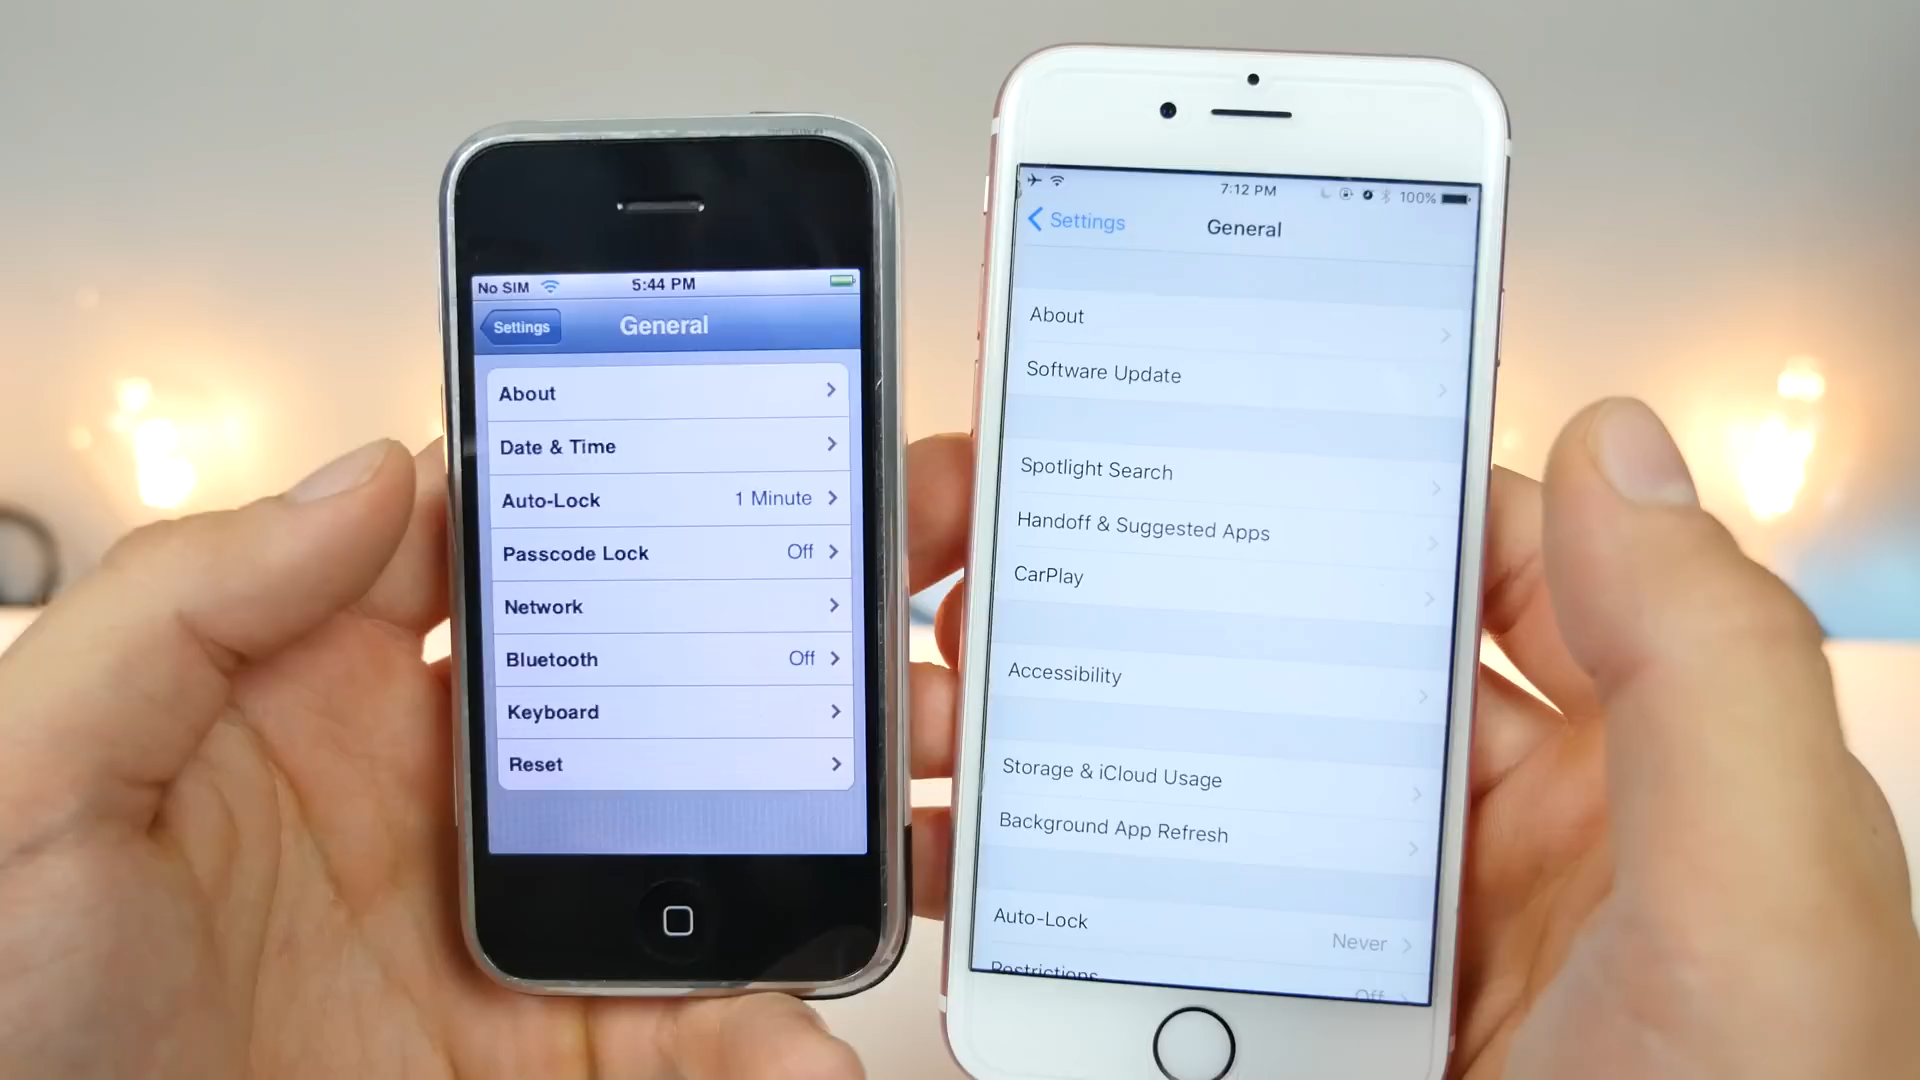 No SIM 5:44 PM
Settings General
About
Date & Time
Auto-Lock 1 Minute
Passcode Lock Off
Network
Bluetooth Off
Keyboard
Reset
7:12 PM 100%
Settings General
About
Software Update
Spotlight Search
Handoff & Suggested Apps
CarPlay
Accessibility
Storage & iCloud Usage
Background App Refresh
Auto-Lock Never
Restrictions Off